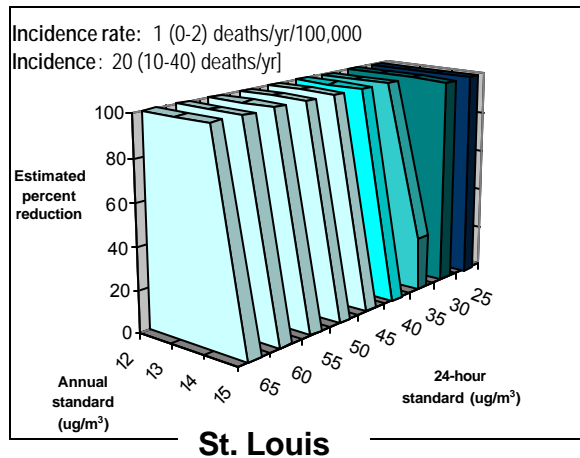 Incidence rate: 1 (0-2) deaths/yr/100,000
Incidence: 20 (10-40) deaths/yr]
Estimated
percent
reduction
100
80
60
40
20
0
12
13
14
15
65
60
55
50
45
40
35
30
25
Annual
standard
(ug/m³)
24-hour
standard (ug/m³)
St. Louis